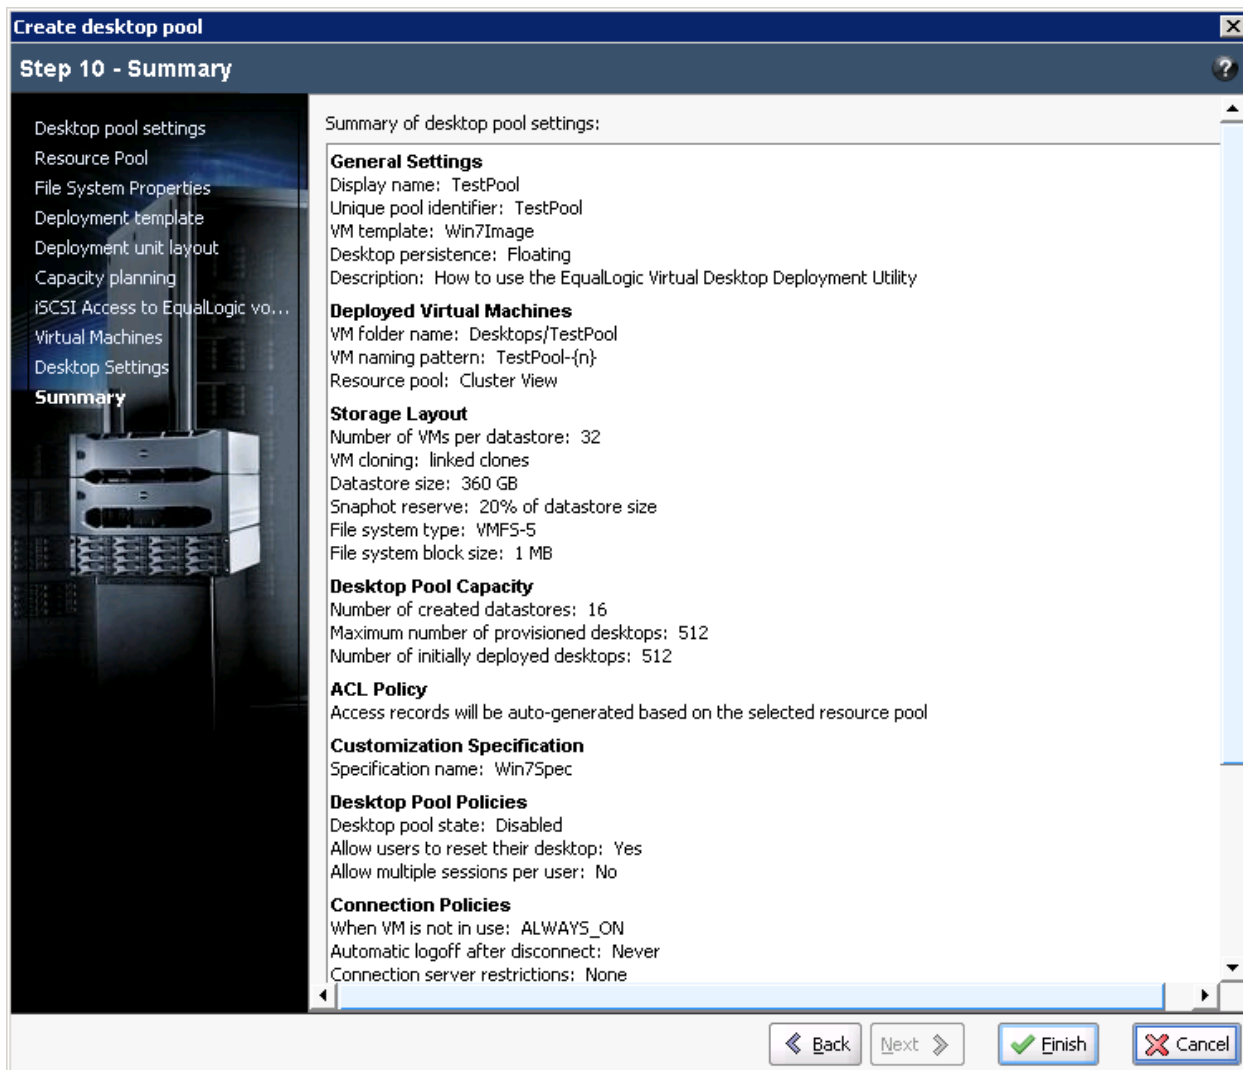 Create desktop pool
Step 10 - Summary
?
Desktop pool settings
Resource Pool
File System Properties
Deployment template
Deployment unit layout
Capacity planning
iSCSI Access to EqualLogic vo...
Virtual Machines
Desktop Settings
Summary
Summary of desktop pool settings:
General Settings
Display name: TestPool
Unique pool identifier: TestPool
VM template: Win7Image
Desktop persistence: Floating
Description: How to use the EqualLogic Virtual Desktop Deployment Utility
Deployed Virtual Machines
VM folder name: Desktops/TestPool
VM naming pattern: TestPool-{n}
Resource pool: Cluster View
Storage Layout
Number of VMs per datastore: 32
VM cloning: linked clones
Datastore size: 360 GB
Snaphot reserve: 20% of datastore size
File system type: VMFS-5
File system block size: 1 MB
Desktop Pool Capacity
Number of created datastores: 16
Maximum number of provisioned desktops: 512
Number of initially deployed desktops: 512
ACL Policy
Access records will be auto-generated based on the selected resource pool
Customization Specification
Specification name: Win7Spec
Desktop Pool Policies
Desktop pool state: Disabled
Allow users to reset their desktop: Yes
Allow multiple sessions per user: No
Connection Policies
When VM is not in use: ALWAYS_ON
Automatic logoff after disconnect: Never
Connection server restrictions: None
Back Next Finish Cancel